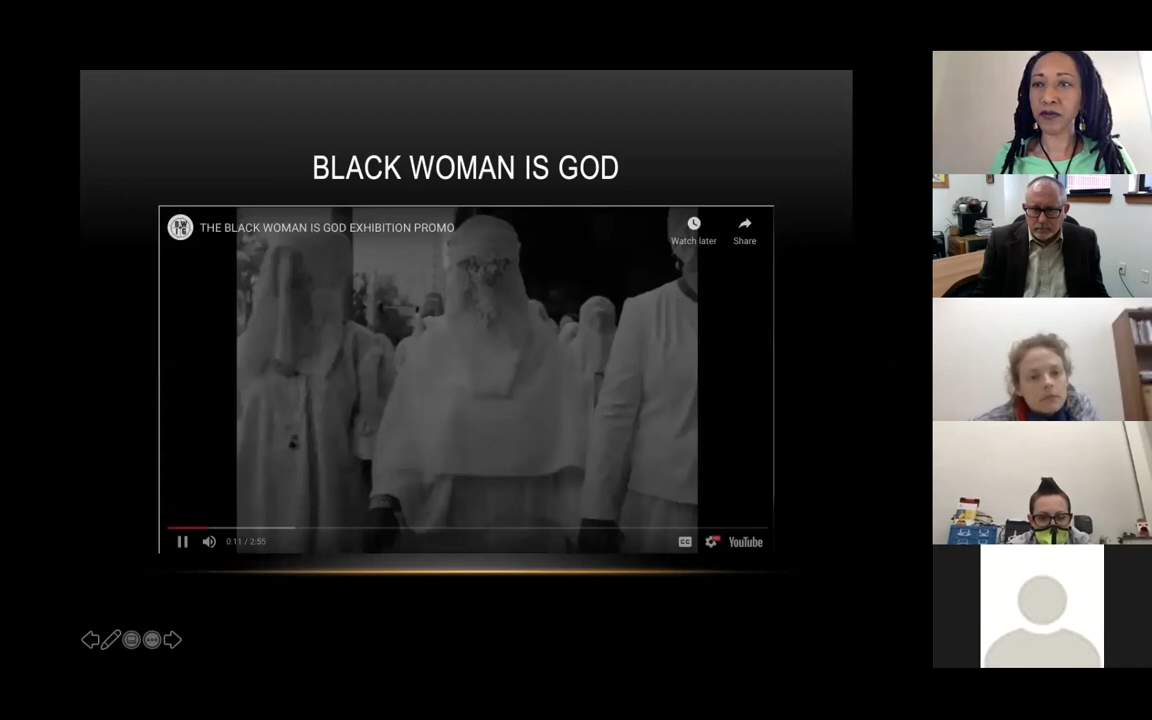 BLACK WOMAN IS GOD
THE BLACK WOMAN IS GOD EXHIBITION PROMO
Watch later
Share
0:11 / 2:55
CC
YouTube